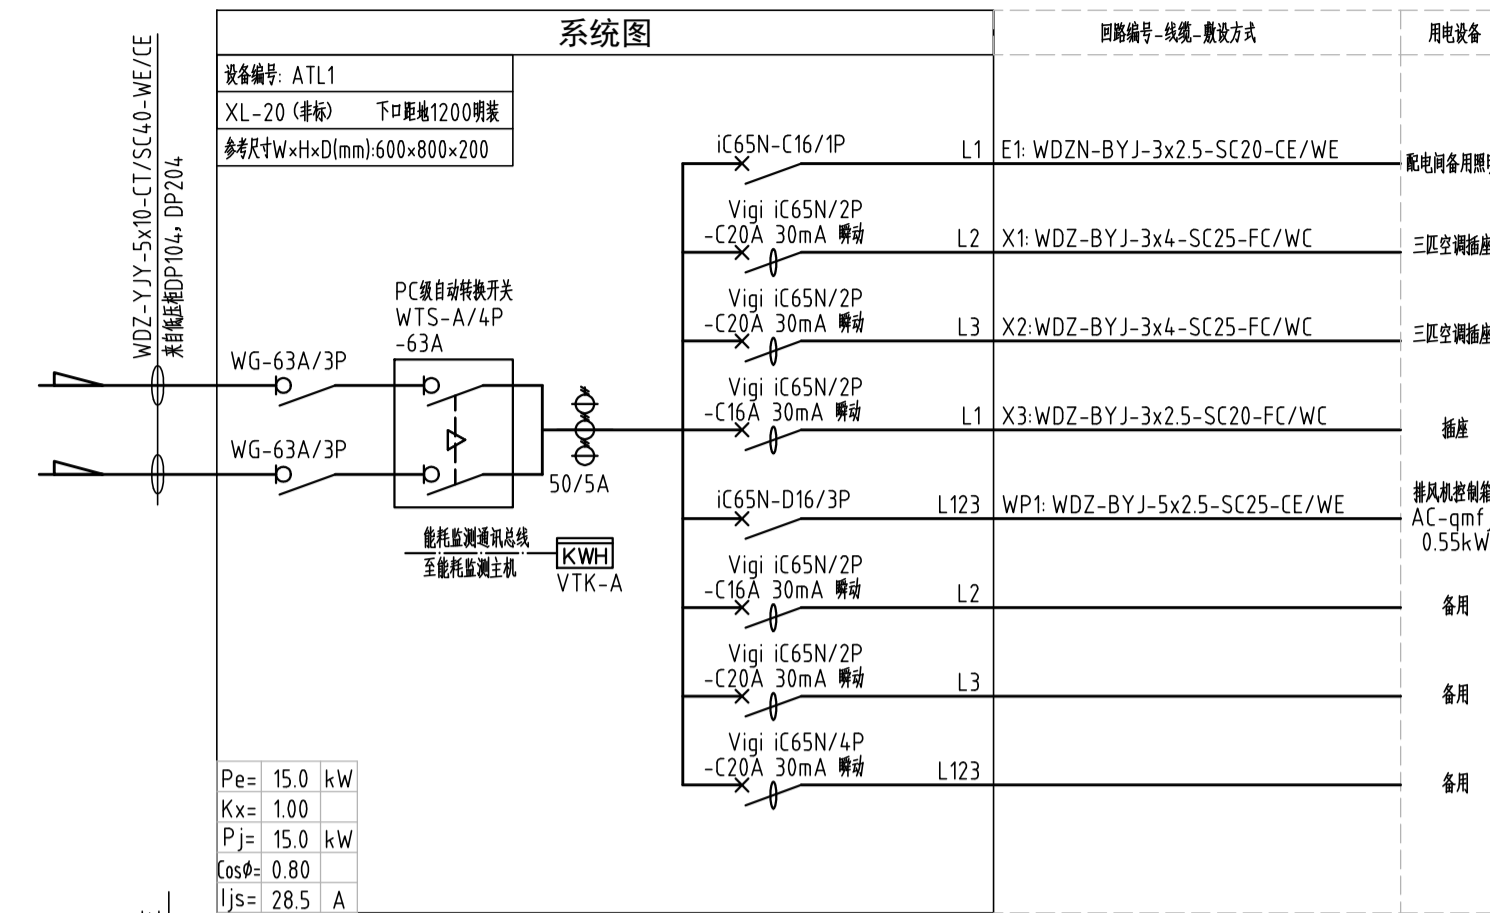 系统图
回路编号-线缆-敷设方式
用电设备
设备编号: ATL1
XL-20 (非标) 下口距地1200明装
参考尺寸W×H×D(mm):600×800×200
WDZ-YJY-5x10-CT/SC40-WE/CE
来自低压柜DP104, DP204
WG-63A/3P
WG-63A/3P
PC级自动转换开关
WTS-A/4P
-63A
50/5A
能耗监测通讯总线
至能耗监测主机
KWH
VTK-A
iC65N-C16/1P
L1
E1: WDZN-BYJ-3x2.5-SC20-CE/WE
配电间备用照明
Vigi iC65N/2P
-C20A 30mA 瞬动
L2
X1: WDZ-BYJ-3x4-SC25-FC/WC
三匹空调插座
Vigi iC65N/2P
-C20A 30mA 瞬动
L3
X2:WDZ-BYJ-3x4-SC25-FC/WC
三匹空调插座
Vigi iC65N/2P
-C16A 30mA 瞬动
L1
X3:WDZ-BYJ-3x2.5-SC20-FC/WC
插座
iC65N-D16/3P
L123
WP1: WDZ-BYJ-5x2.5-SC25-CE/WE
排风机控制箱
AC-qmf
0.55kW
Vigi iC65N/2P
-C16A 30mA 瞬动
L2
备用
Vigi iC65N/2P
-C20A 30mA 瞬动
L3
备用
Vigi iC65N/4P
-C20A 30mA 瞬动
L123
备用
Pe= 15.0 kW
Kx= 1.00
Pj= 15.0 kW
Cosφ= 0.80
Ijs= 28.5 A